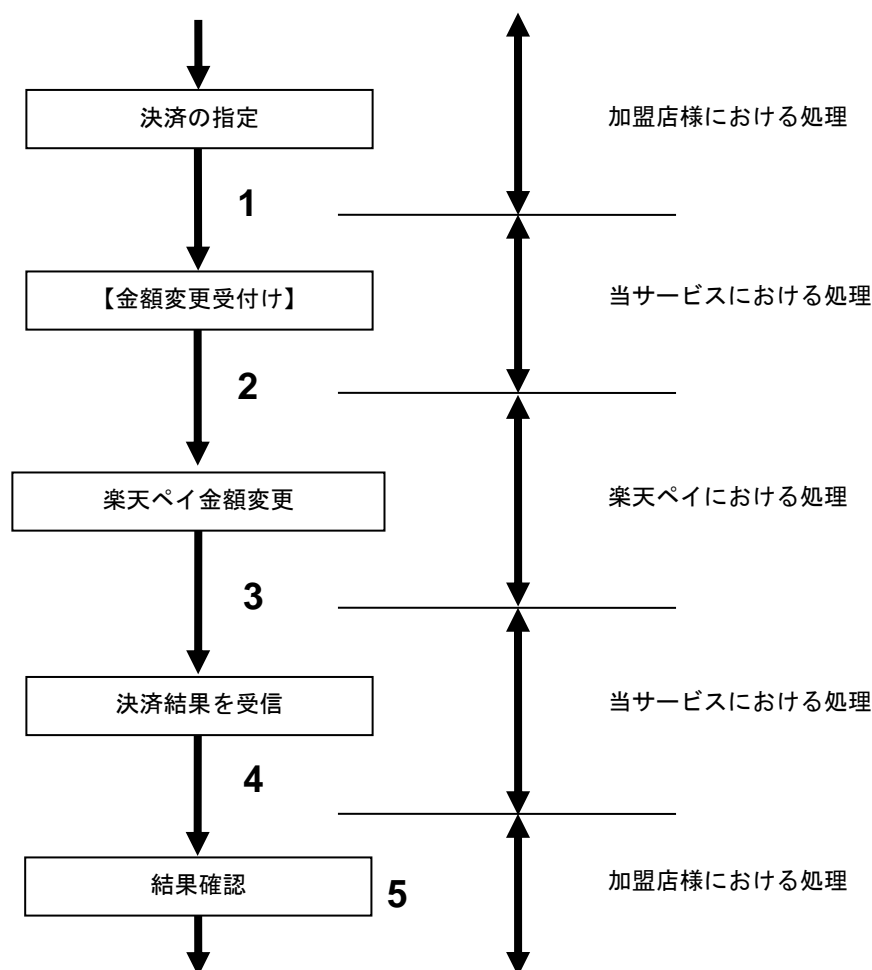 決済の指定
加盟店様における処理
1
【金額変更受付け】
当サービスにおける処理
2
楽天ペイ金額変更
楽天ペイにおける処理
3
決済結果を受信
当サービスにおける処理
4
結果確認
5
加盟店様における処理